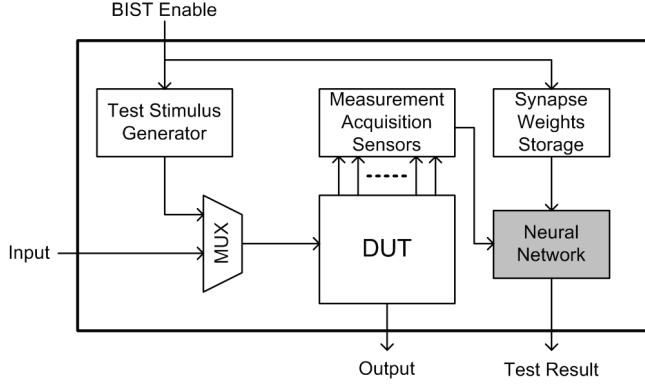 BIST Enable
Test Stimulus
Generator
Measurement
Acquisition
Sensors
Synapse
Weights
Storage
Input
MUX
DUT
Neural
Network
Output
Test Result